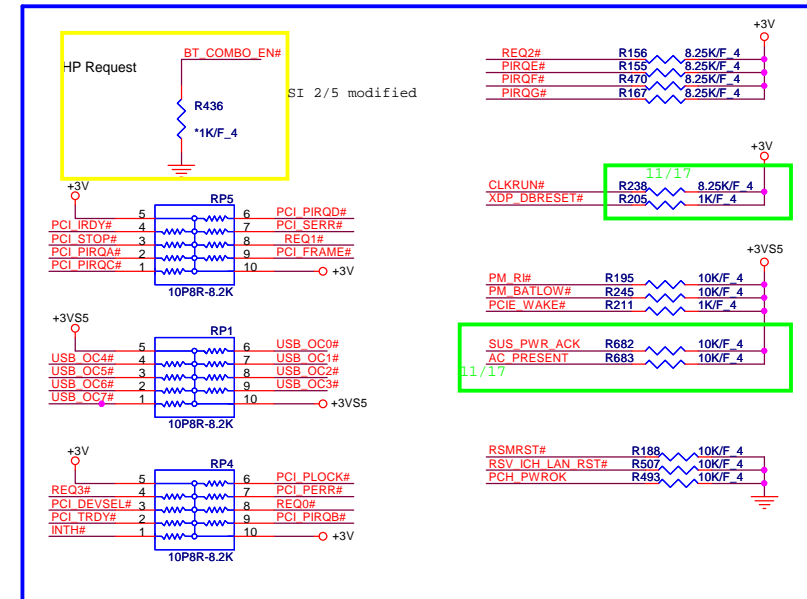 BT_COMBO_EN#
HP Request
R436
*1K/F_4
SI 2/5 modified
+3V
RP5
5 6 PCI_PIRQD#
PCI_IRDY# 4 7 PCI_SERR#
PCI_STOP# 3 8 REQ1#
PCI_PIRQA# 2 9 PCI_FRAME#
PCI_PIRQC# 1 10 +3V
10P8R-8.2K
+3VS5
RP1
5 6 USB_OC0#
USB_OC4# 4 7 USB_OC1#
USB_OC5# 3 8 USB_OC2#
USB_OC6# 2 9 USB_OC3#
USB_OC7# 1 10 +3VS5
10P8R-8.2K
+3V
RP4
5 6 PCI_PLOCK#
REQ3# 4 7 PCI_PERR#
PCI_DEVSEL# 3 8 REQ0#
PCI_TRDY# 2 9 PCI_PIRQB#
INTH# 1 10 +3V
10P8R-8.2K
+3V
REQ2# R156 8.25K/F_4
PIRQE# R155 8.25K/F_4
PIRQF# R470 8.25K/F_4
PIRQG# R167 8.25K/F_4
+3V
11/17
CLKRUN# R238 8.25K/F_4
XDP_DBRESET# R205 1K/F_4
+3VS5
PM_RI# R195 10K/F_4
PM_BATLOW# R245 10K/F_4
PCIE_WAKE# R211 1K/F_4
SUS_PWR_ACK R682 10K/F_4
AC_PRESENT R683 10K/F_4
11/17
RSMRST# R188 10K/F_4
RSV_ICH_LAN_RST# R507 10K/F_4
PCH_PWROK R493 10K/F_4